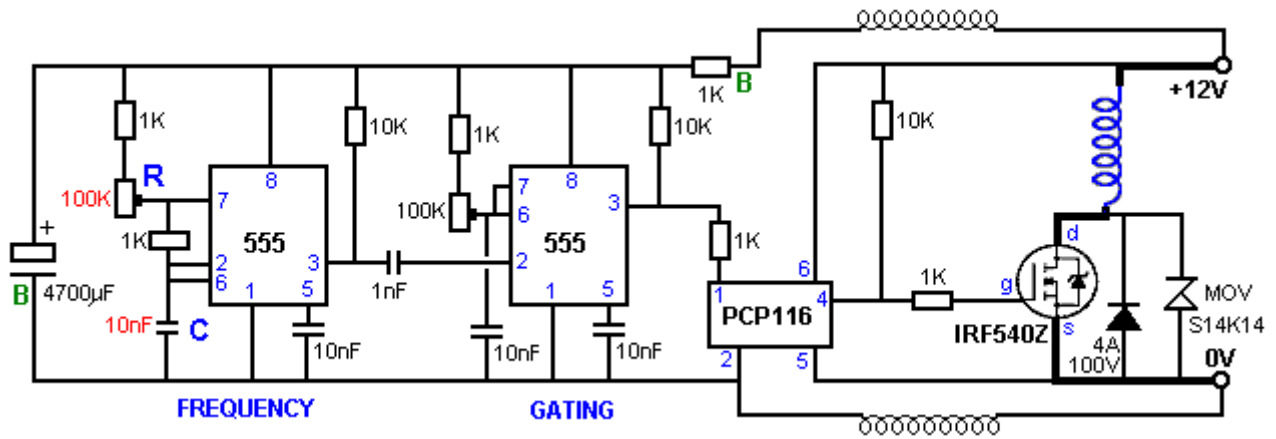 1K
B
+12V
1K
10K
1K
10K
10K
R
8
8
100K
7
7
3
6
100K
6
555
555
1K
1K
+
2
3
2
d
6
1
4
1K
g
B
4700µF
6
1
5
1nF
1
5
PCP116
MOV
10nF
C
IRF540Z
s
S14K14
10nF
10nF
10nF
2
5
4A
100V
0V
FREQUENCY
GATING